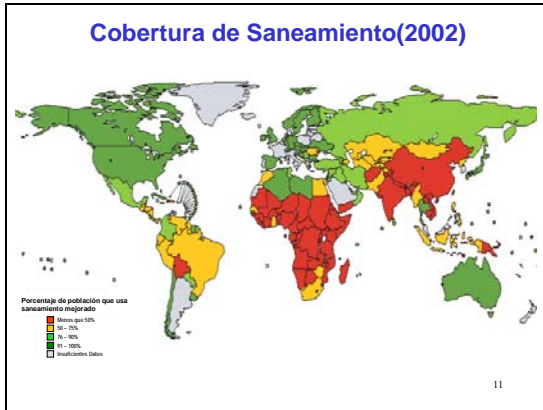 Cobertura de Saneamiento(2002)
Porcentaje de población que usa
saneamiento mejorado
Menos que 50%
50 – 75%
76 – 90%
91 – 100%
Insuficientes Datos
11